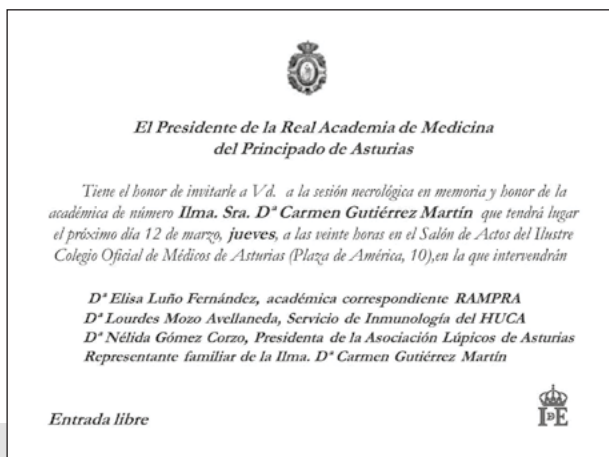 El Presidente de la Real Academia de Medicina
del Principado de Asturias
Tiene el honor de invitarle a Vd. a la sesión necrológica en memoria y honor de la
académica de número Ilma. Sra. Dª Carmen Gutiérrez Martín que tendrá lugar
el próximo día 12 de marzo, jueves, a las veinte horas en el Salón de Actos del Ilustre
Colegio Oficial de Médicos de Asturias (Plaza de América, 10),en la que intervendrán
Dª Elisa Luño Fernández, académica correspondiente RAMPRA
Dª Lourdes Mozo Avellaneda, Servicio de Inmunología del HUCA
Dª Nélida Gómez Corzo, Presidenta de la Asociación Lúpicos de Asturias
Representante familiar de la Ilma. Dª Carmen Gutiérrez Martín
Entrada libre